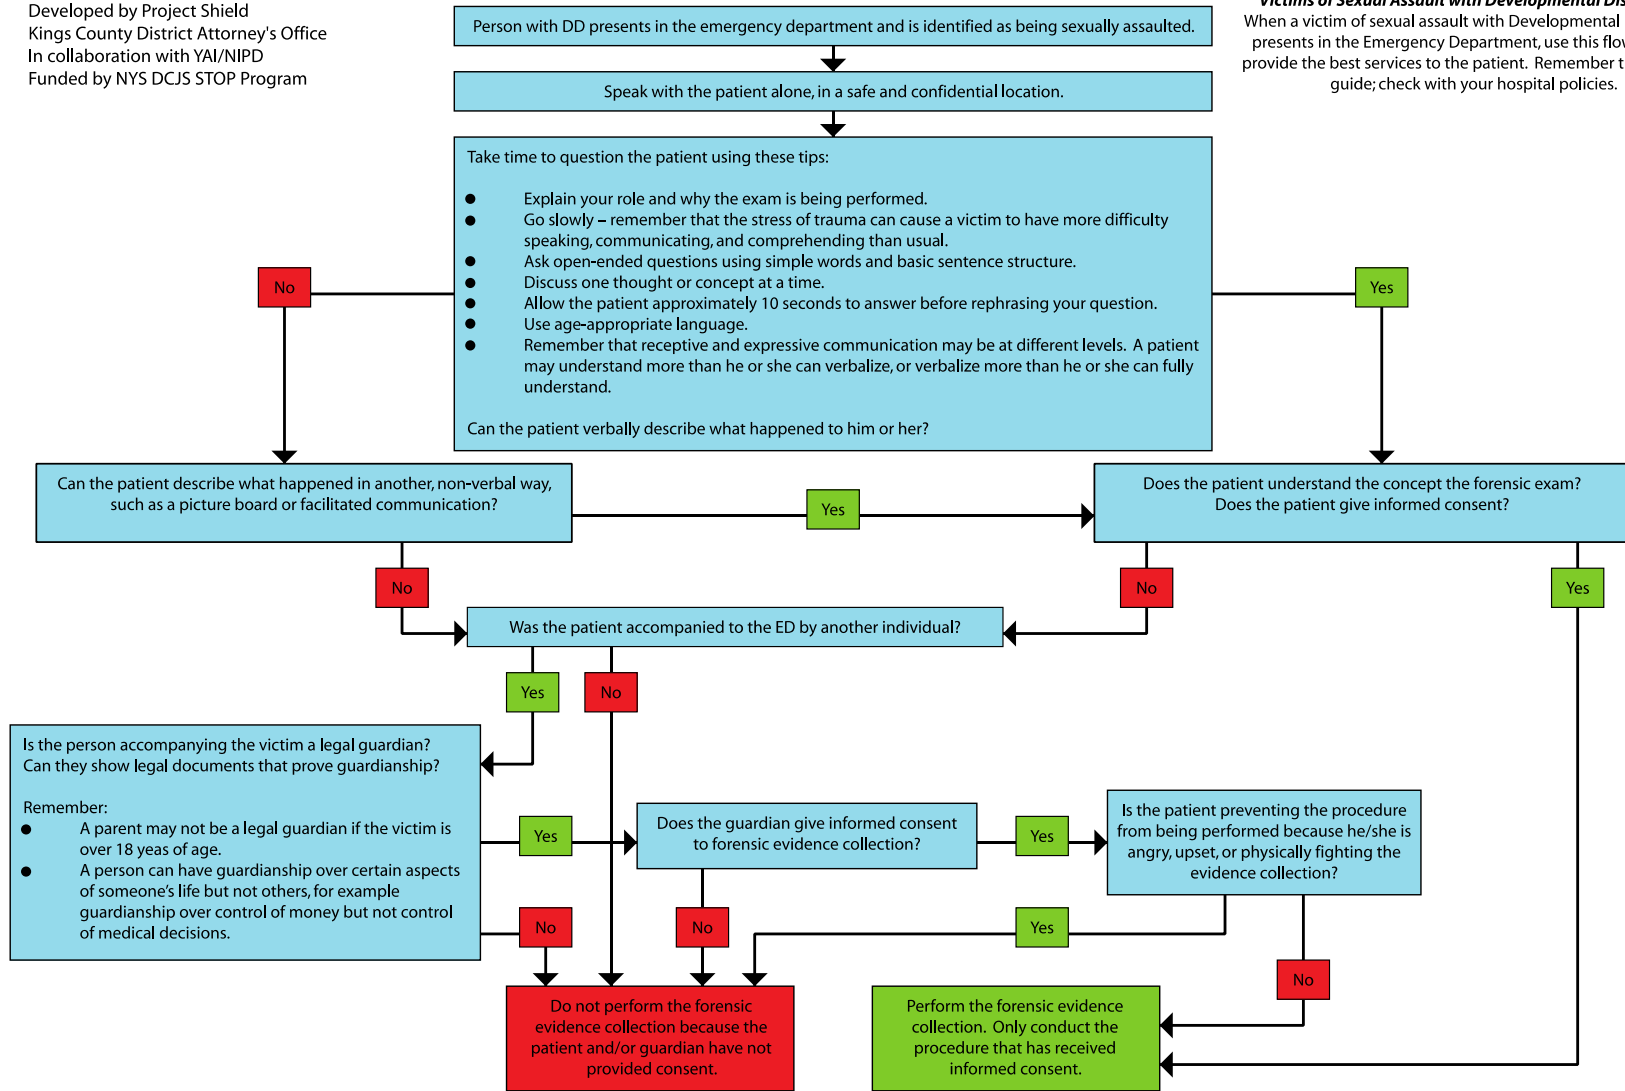 Developed by Project Shield
Kings County District Attorney's Office
In collaboration with YAI/NIPD
Funded by NYS DCJS STOP Program
Victims of Sexual Assault with Developmental
When a victim of sexual assault with Developmental
presents in the Emergency Department, use this
provide the best services to the patient. Remember
guide; check with your hospital policies.
Person with DD presents in the emergency department and is identified as being sexually assaulted.
Speak with the patient alone, in a safe and confidential location.
Take time to question the patient using these tips:
● Explain your role and why the exam is being performed.
● Go slowly – remember that the stress of trauma can cause a victim to have more difficulty
speaking, communicating, and comprehending than usual.
● Ask open-ended questions using simple words and basic sentence structure.
● Discuss one thought or concept at a time.
● Allow the patient approximately 10 seconds to answer before rephrasing your question.
● Use age-appropriate language.
● Remember that receptive and expressive communication may be at different levels. A patient
may understand more than he or she can verbalize, or verbalize more than he or she can fully
understand.
Can the patient verbally describe what happened to him or her?
No
Yes
Can the patient describe what happened in another, non-verbal way,
such as a picture board or facilitated communication?
Yes
Does the patient understand the concept the forensic exam?
Does the patient give informed consent?
No
No
Yes
Was the patient accompanied to the ED by another individual?
Yes
No
Is the person accompanying the victim a legal guardian?
Can they show legal documents that prove guardianship?
Remember:
● A parent may not be a legal guardian if the victim is
over 18 yeas of age.
● A person can have guardianship over certain aspects
of someone's life but not others, for example
guardianship over control of money but not control
of medical decisions.
Yes
Does the guardian give informed consent
to forensic evidence collection?
Yes
Is the patient preventing the procedure
from being performed because he/she is
angry, upset, or physically fighting the
evidence collection?
No
No
Yes
No
Do not perform the forensic
evidence collection because the
patient and/or guardian have not
provided consent.
Perform the forensic evidence
collection. Only conduct the
procedure that has received
informed consent.